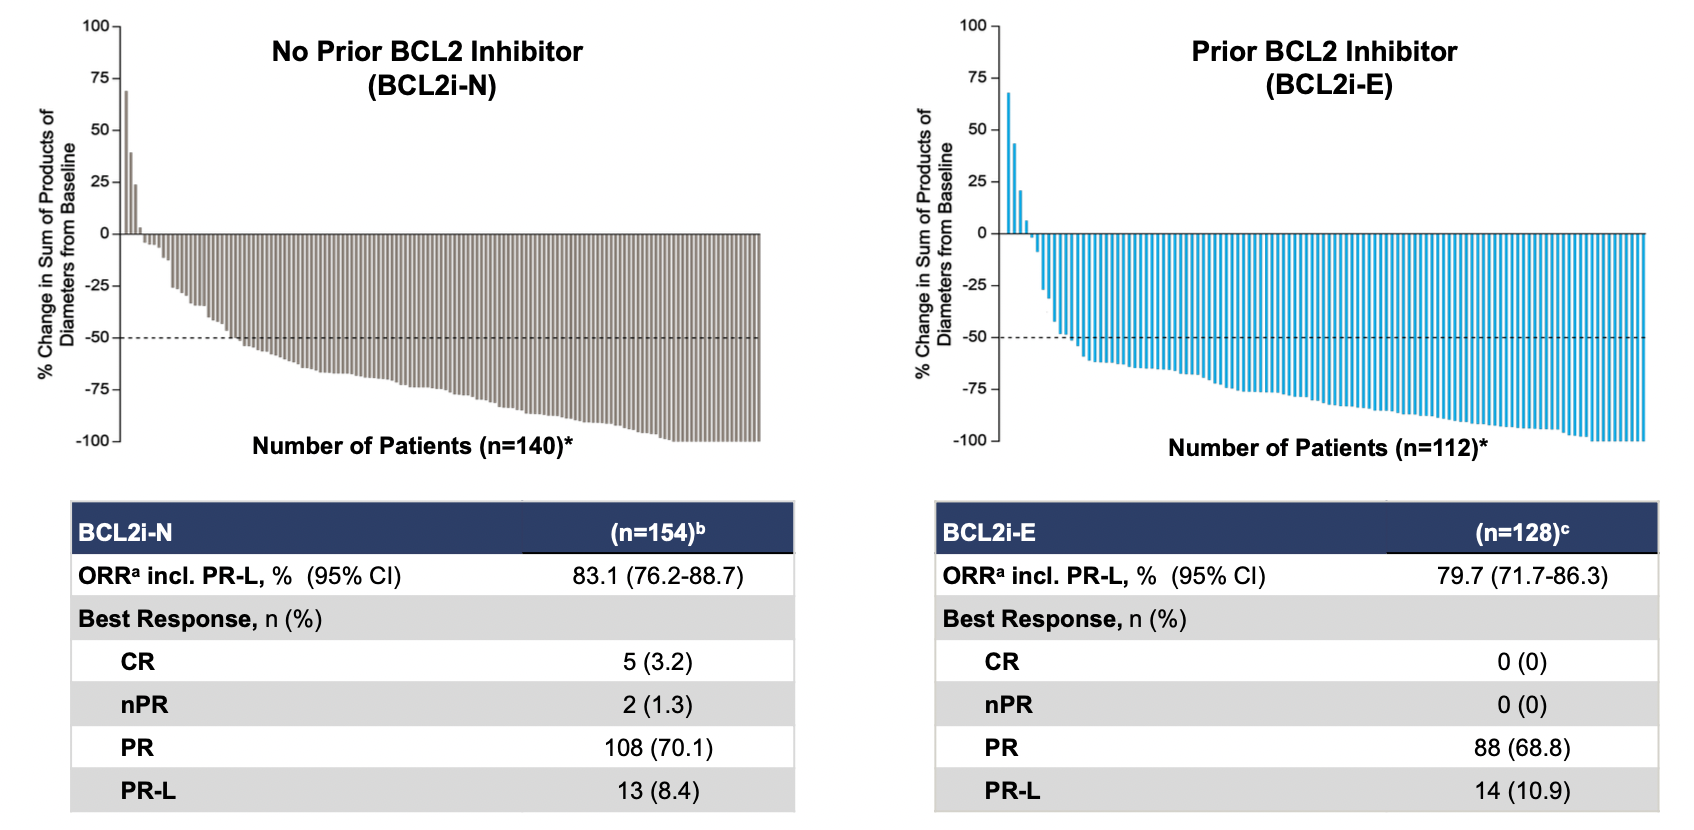 No Prior BCL2 Inhibitor
(BCL2i-N)
% Change in Sum of Products of
Diameters from Baseline
100
75
50
25
0
-25
-50
-75
-100
Number of Patients (n=140)*
Prior BCL2 Inhibitor
(BCL2i-E)
% Change in Sum of Products of
Diameters from Baseline
100
75
50
25
0
-25
-50
-75
-100
Number of Patients (n=112)*
BCL2i-N (n=154)ᵇ
ORRᵃ incl. PR-L, % (95% CI) 83.1 (76.2-88.7)
Best Response, n (%)
CR 5 (3.2)
nPR 2 (1.3)
PR 108 (70.1)
PR-L 13 (8.4)
BCL2i-E (n=128)ᶜ
ORRᵃ incl. PR-L, % (95% CI) 79.7 (71.7-86.3)
Best Response, n (%)
CR 0 (0)
nPR 0 (0)
PR 88 (68.8)
PR-L 14 (10.9)